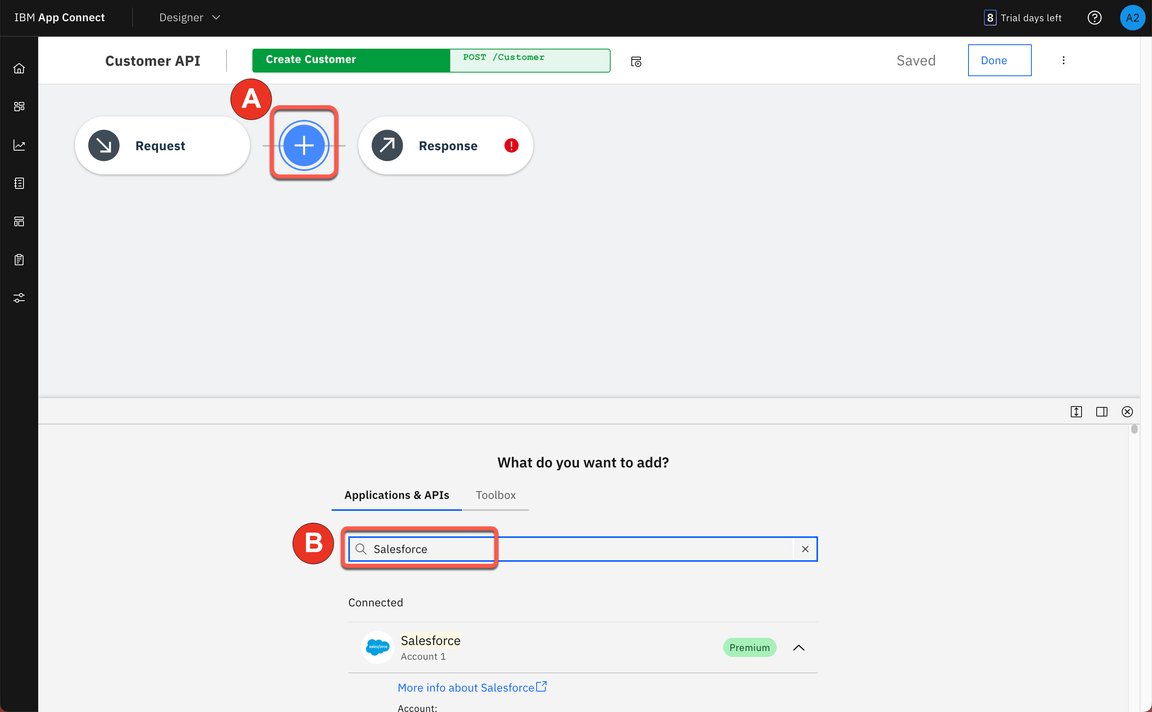 IBM App Connect
Designer
8 Trial days left
A2
Customer API
Create Customer
POST /Customer
Saved
Done
A
Request
Response
What do you want to add?
Applications & APIs
Toolbox
B
Salesforce
Connected
salesforce
Salesforce
Account 1
Premium
More info about Salesforce
Account: